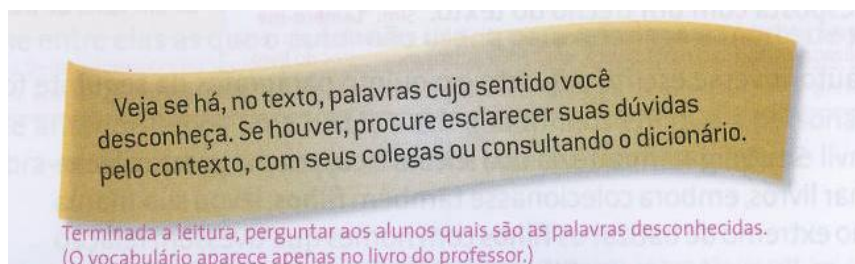 Veja se há, no texto, palavras cujo sentido você
desconheça. Se houver, procure esclarecer suas dúvidas
pelo contexto, com seus colegas ou consultando o dicionário.
Terminada a leitura, perguntar aos alunos quais são as palavras desconhecidas.
(O vocabulário aparece apenas no livro do professor.)